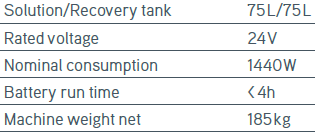 Solution/Recovery tank 75L/75L
Rated voltage 24V
Nominal consumption 1440W
Battery run time <4h
Machine weight net 185kg